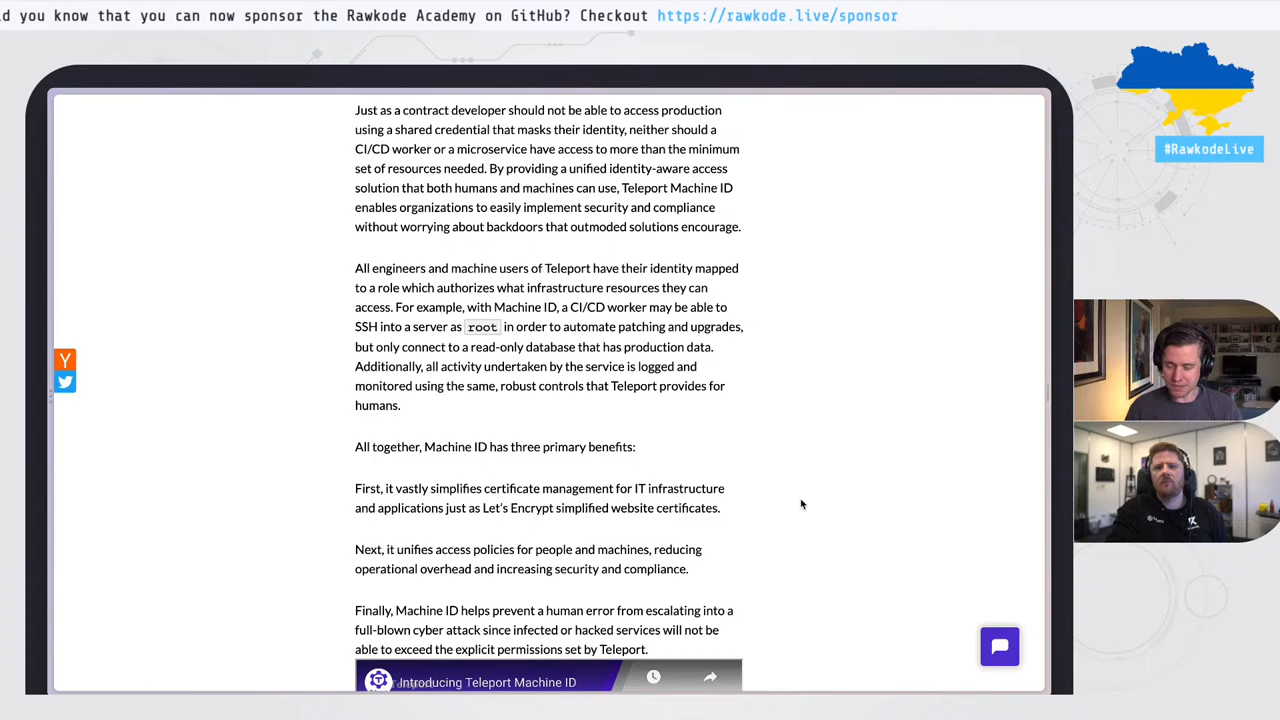 d you know that you can now sponsor the Rawkode Academy on GitHub? Checkout https://rawkode.live/sponsor
#RawkodeLive
Just as a contract developer should not be able to access production
using a shared credential that masks their identity, neither should a
CI/CD worker or a microservice have access to more than the minimum
set of resources needed. By providing a unified identity-aware access
solution that both humans and machines can use, Teleport Machine ID
enables organizations to easily implement security and compliance
without worrying about backdoors that outmoded solutions encourage.
All engineers and machine users of Teleport have their identity mapped
to a role which authorizes what infrastructure resources they can
access. For example, with Machine ID, a CI/CD worker may be able to
SSH into a server as root in order to automate patching and upgrades,
but only connect to a read-only database that has production data.
Additionally, all activity undertaken by the service is logged and
monitored using the same, robust controls that Teleport provides for
humans.
All together, Machine ID has three primary benefits:
First, it vastly simplifies certificate management for IT infrastructure
and applications just as Let's Encrypt simplified website certificates.
Next, it unifies access policies for people and machines, reducing
operational overhead and increasing security and compliance.
Finally, Machine ID helps prevent a human error from escalating into a
full-blown cyber attack since infected or hacked services will not be
able to exceed the explicit permissions set by Teleport.
Introducing Teleport Machine ID